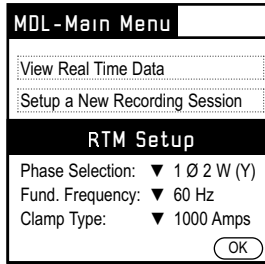 MDL-Main Menu
View Real Time Data
Setup a New Recording Session
RTM Setup
Phase Selection: ▼ 1 Ø 2 W (Y)
Fund. Frequency: ▼ 60 Hz
Clamp Type: ▼ 1000 Amps
OK